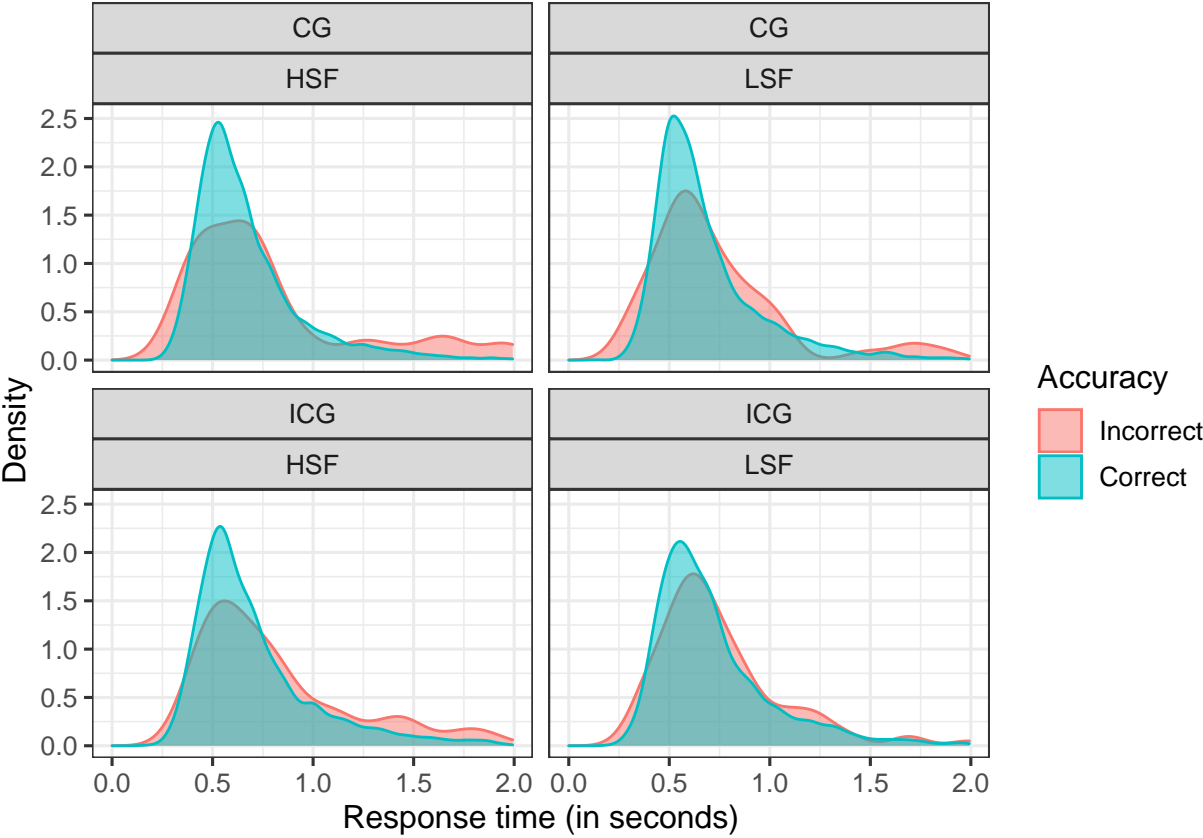 CG
CG
HSF
LSF
2.5
2.0
1.5
1.0
0.5
0.0
ICG
ICG
HSF
LSF
2.5
2.0
1.5
1.0
0.5
0.0
0.0 0.5 1.0 1.5 2.0
0.0 0.5 1.0 1.5 2.0
Response time (in seconds)
Density
Accuracy
Incorrect
Correct